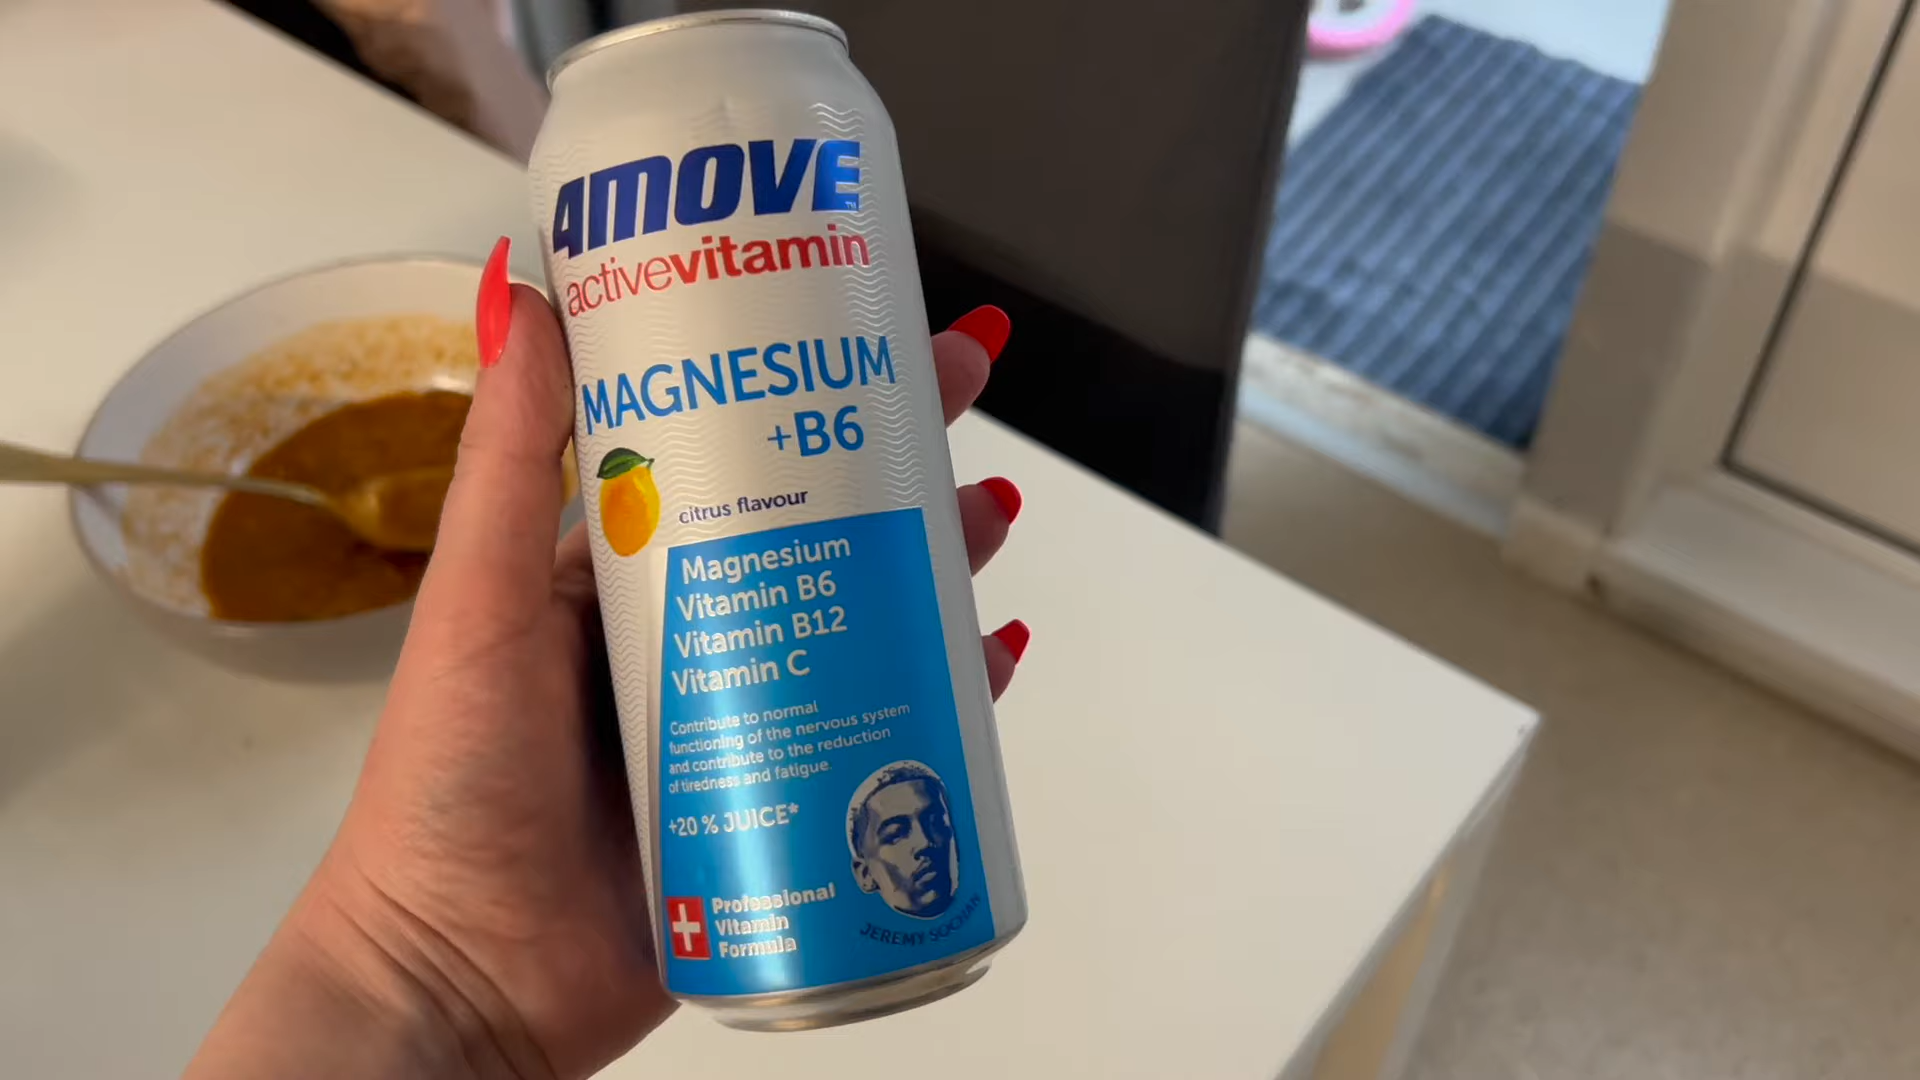 4MOVE
™
activevitamin
MAGNESIUM
+B6
citrus flavour
Magnesium
Vitamin B6
Vitamin B12
Vitamin C
Contribute to normal
functioning of the nervous system
and contribute to the reduction
of tiredness and fatigue.
+20 % JUICE*
Professional
Vitamin
Formula
JEREMY SOCHAN